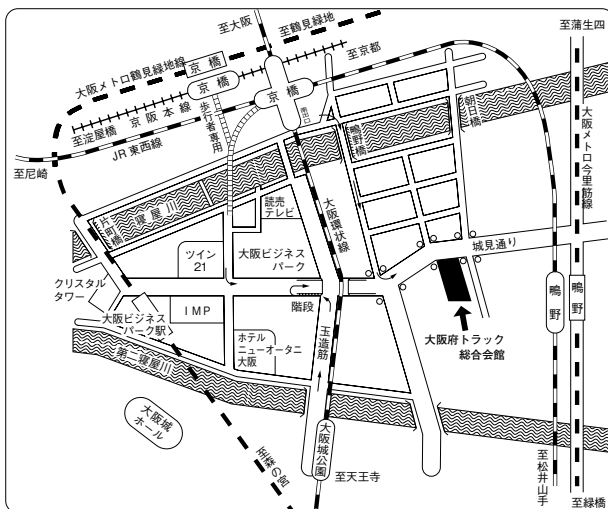 至大阪
至鶴見緑地
大阪メトロ鶴見緑地線
京橋
至京都
至蒲生四
京橋
京橋
京阪本線
至淀屋橋
歩行者専用
南出口
JR東西線
至尼崎
鴫野橋
朝日橋
大阪メトロ今里筋線
片町橋
寝屋川
読売
テレビ
大阪環状線
ツイン
21
大阪ビジネス
パーク
城見通り
クリスタル
タワー
IMP
階段
大阪ビジネス
パーク駅
鴫野
鴫野
大阪府トラック
総合会館
ホテル
ニューオータニ
大阪
玉造筋
第二寝屋川
大阪城
ホール
大阪城公園
至森の宮
至天王寺
至松井山手
至緑橋